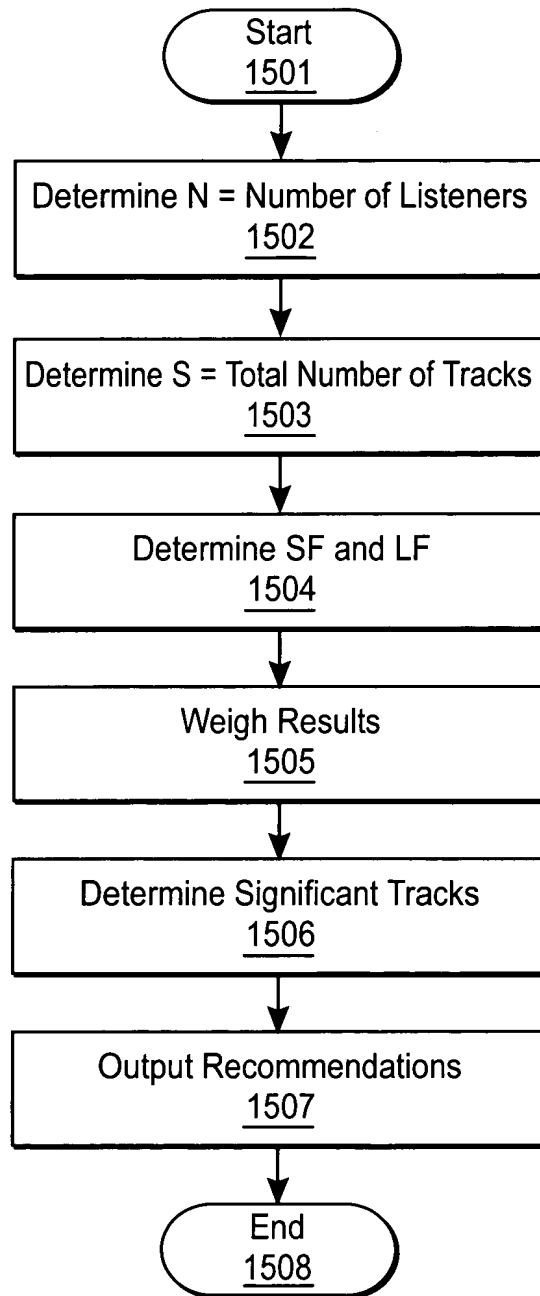 Start
1501
Determine N = Number of Listeners
1502
Determine S = Total Number of Tracks
1503
Determine SF and LF
1504
Weigh Results
1505
Determine Significant Tracks
1506
Output Recommendations
1507
End
1508